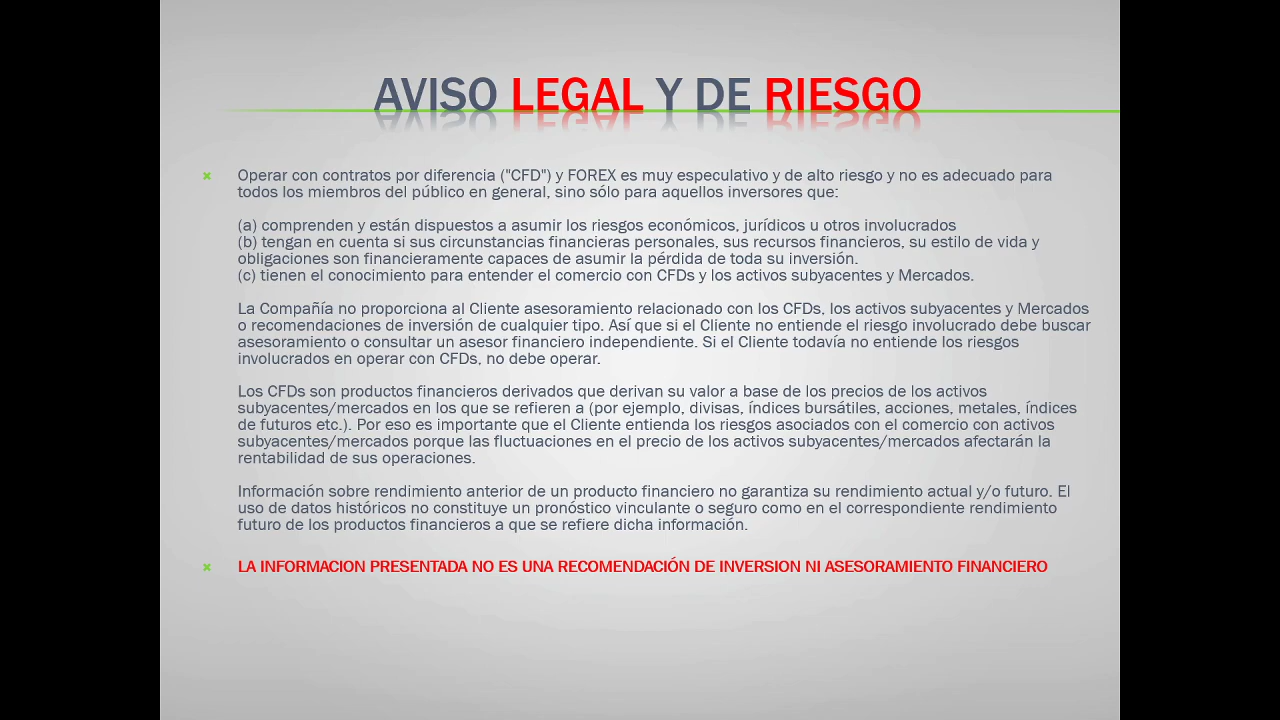 AVISO LEGAL Y DE RIESGO
Operar con contratos por diferencia ("CFD") y FOREX es muy especulativo y de alto riesgo y no es adecuado para
todos los miembros del público en general, sino sólo para aquellos inversores que:
(a) comprenden y están dispuestos a asumir los riesgos económicos, jurídicos u otros involucrados
(b) tengan en cuenta si sus circunstancias financieras personales, sus recursos financieros, su estilo de vida y
obligaciones son financieramente capaces de asumir la pérdida de toda su inversión.
(c) tienen el conocimiento para entender el comercio con CFDs y los activos subyacentes y Mercados.
La Compañía no proporciona al Cliente asesoramiento relacionado con los CFDs, los activos subyacentes y Mercados
o recomendaciones de inversión de cualquier tipo. Así que si el Cliente no entiende el riesgo involucrado debe buscar
asesoramiento o consultar un asesor financiero independiente. Si el Cliente todavía no entiende los riesgos
involucrados en operar con CFDs, no debe operar.
Los CFDs son productos financieros derivados que derivan su valor a base de los precios de los activos
subyacentes/mercados en los que se refieren a (por ejemplo, divisas, índices bursátiles, acciones, metales, índices
de futuros etc.). Por eso es importante que el Cliente entienda los riesgos asociados con el comercio con activos
subyacentes/mercados porque las fluctuaciones en el precio de los activos subyacentes/mercados afectarán la
rentabilidad de sus operaciones.
Información sobre rendimiento anterior de un producto financiero no garantiza su rendimiento actual y/o futuro. El
uso de datos históricos no constituye un pronóstico vinculante o seguro como en el correspondiente rendimiento
futuro de los productos financieros a que se refiere dicha información.
LA INFORMACION PRESENTADA NO ES UNA RECOMENDACIÓN DE INVERSION NI ASESORAMIENTO FINANCIERO